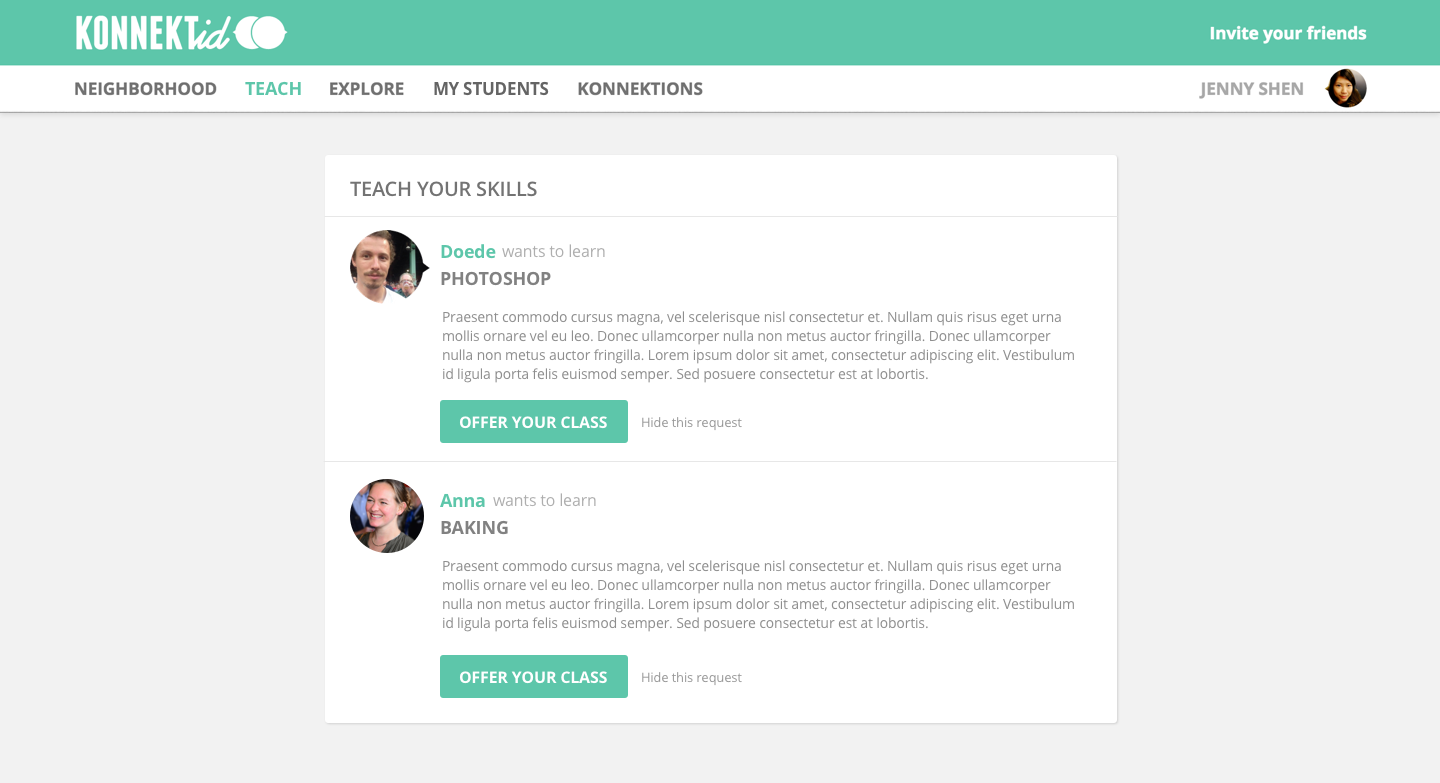 KONNEKTid
Invite your friends
NEIGHBORHOOD TEACH EXPLORE MY STUDENTS KONNEKTIONS JENNY SHEN
TEACH YOUR SKILLS
Doede wants to learn
PHOTOSHOP
Praesent commodo cursus magna, vel scelerisque nisl consectetur et. Nullam quis risus eget urna
mollis ornare vel eu leo. Donec ullamcorper nulla non metus auctor fringilla. Donec ullamcorper
nulla non metus auctor fringilla. Lorem ipsum dolor sit amet, consectetur adipiscing elit. Vestibulum
id ligula porta felis euismod semper. Sed posuere consectetur est at lobortis.
OFFER YOUR CLASS Hide this request
Anna wants to learn
BAKING
Praesent commodo cursus magna, vel scelerisque nisl consectetur et. Nullam quis risus eget urna
mollis ornare vel eu leo. Donec ullamcorper nulla non metus auctor fringilla. Donec ullamcorper
nulla non metus auctor fringilla. Lorem ipsum dolor sit amet, consectetur adipiscing elit. Vestibulum
id ligula porta felis euismod semper. Sed posuere consectetur est at lobortis.
OFFER YOUR CLASS Hide this request